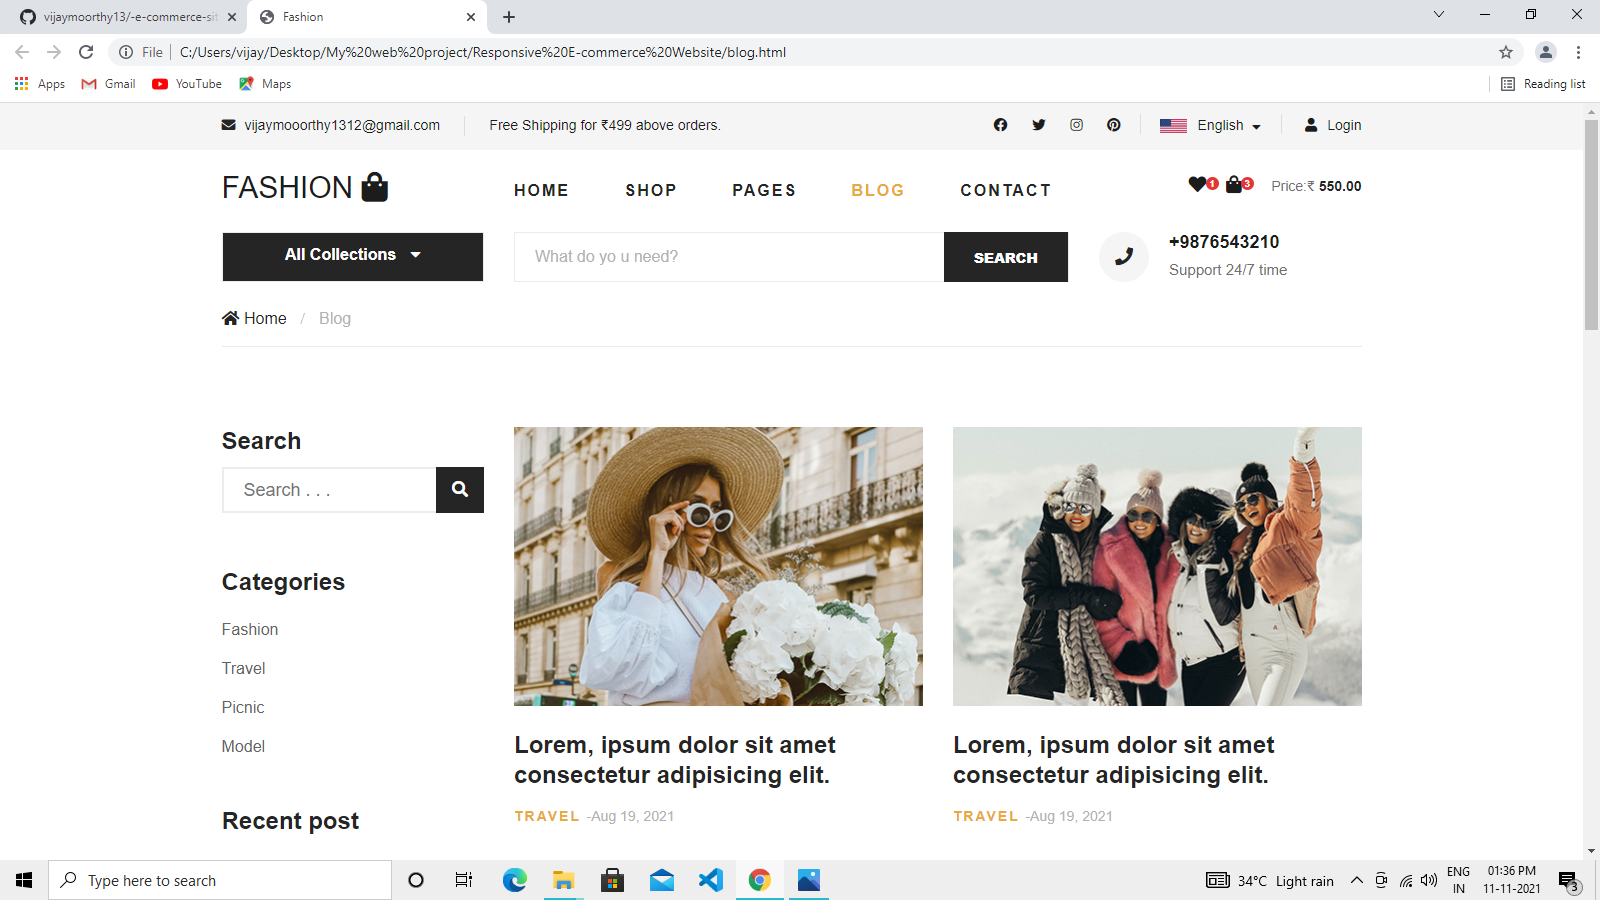 vijaymoorthy13/-e-commerce-sit
Fashion
File
C:/Users/vijay/Desktop/My%20web%20project/Responsive%20E-commerce%20Website/blog.html
Apps
Gmail
YouTube
Maps
Reading list
vijaymooorthy1312@gmail.com
Free Shipping for ₹499 above orders.
English
Login
FASHION
HOME
SHOP
PAGES
BLOG
CONTACT
1
3
Price:₹ 550.00
All Collections
What do yo u need?
SEARCH
+9876543210
Support 24/7 time
Home / Blog
Search
Search . . .
Categories
Fashion
Travel
Picnic
Model
Recent post
Lorem, ipsum dolor sit amet
consectetur adipisicing elit.
TRAVEL -Aug 19, 2021
Lorem, ipsum dolor sit amet
consectetur adipisicing elit.
TRAVEL -Aug 19, 2021
Type here to search
34°C Light rain
ENG
IN
01:36 PM
11-11-2021
3